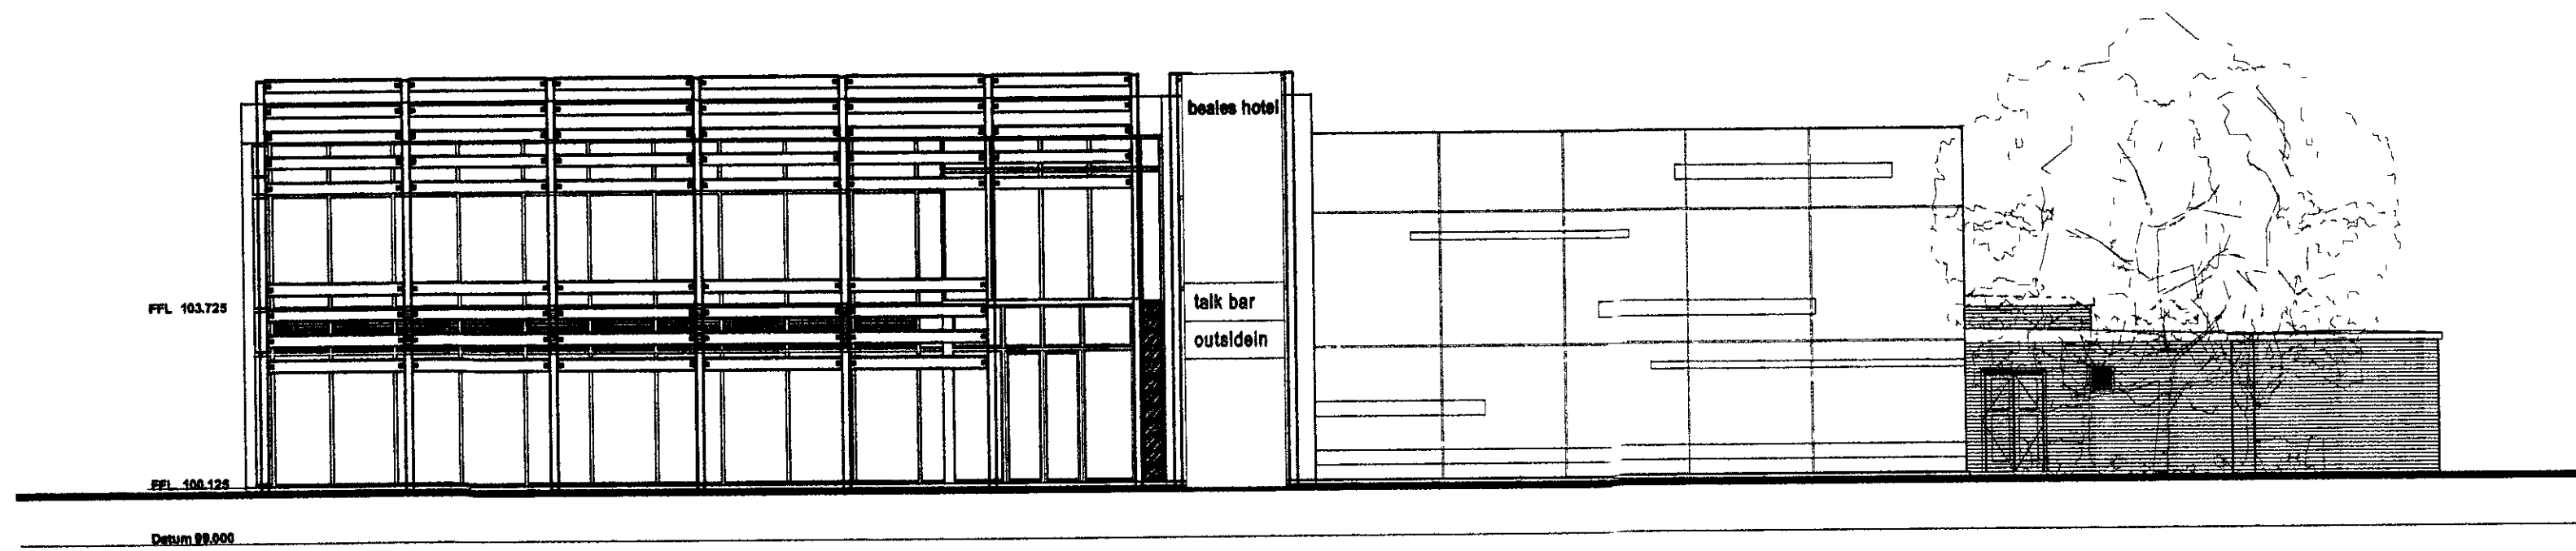 beales hotel
talk bar
outsidein
FFL 103.725
FFL 100.125
Datum 99.000